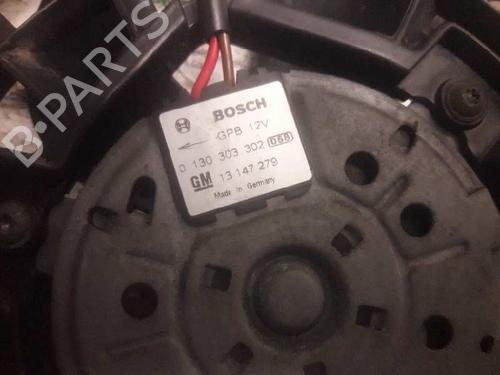 B-PARTS
BOSCH
GPB 12V
0 130 303 302 058
GM 13 147 279
Made in Germany